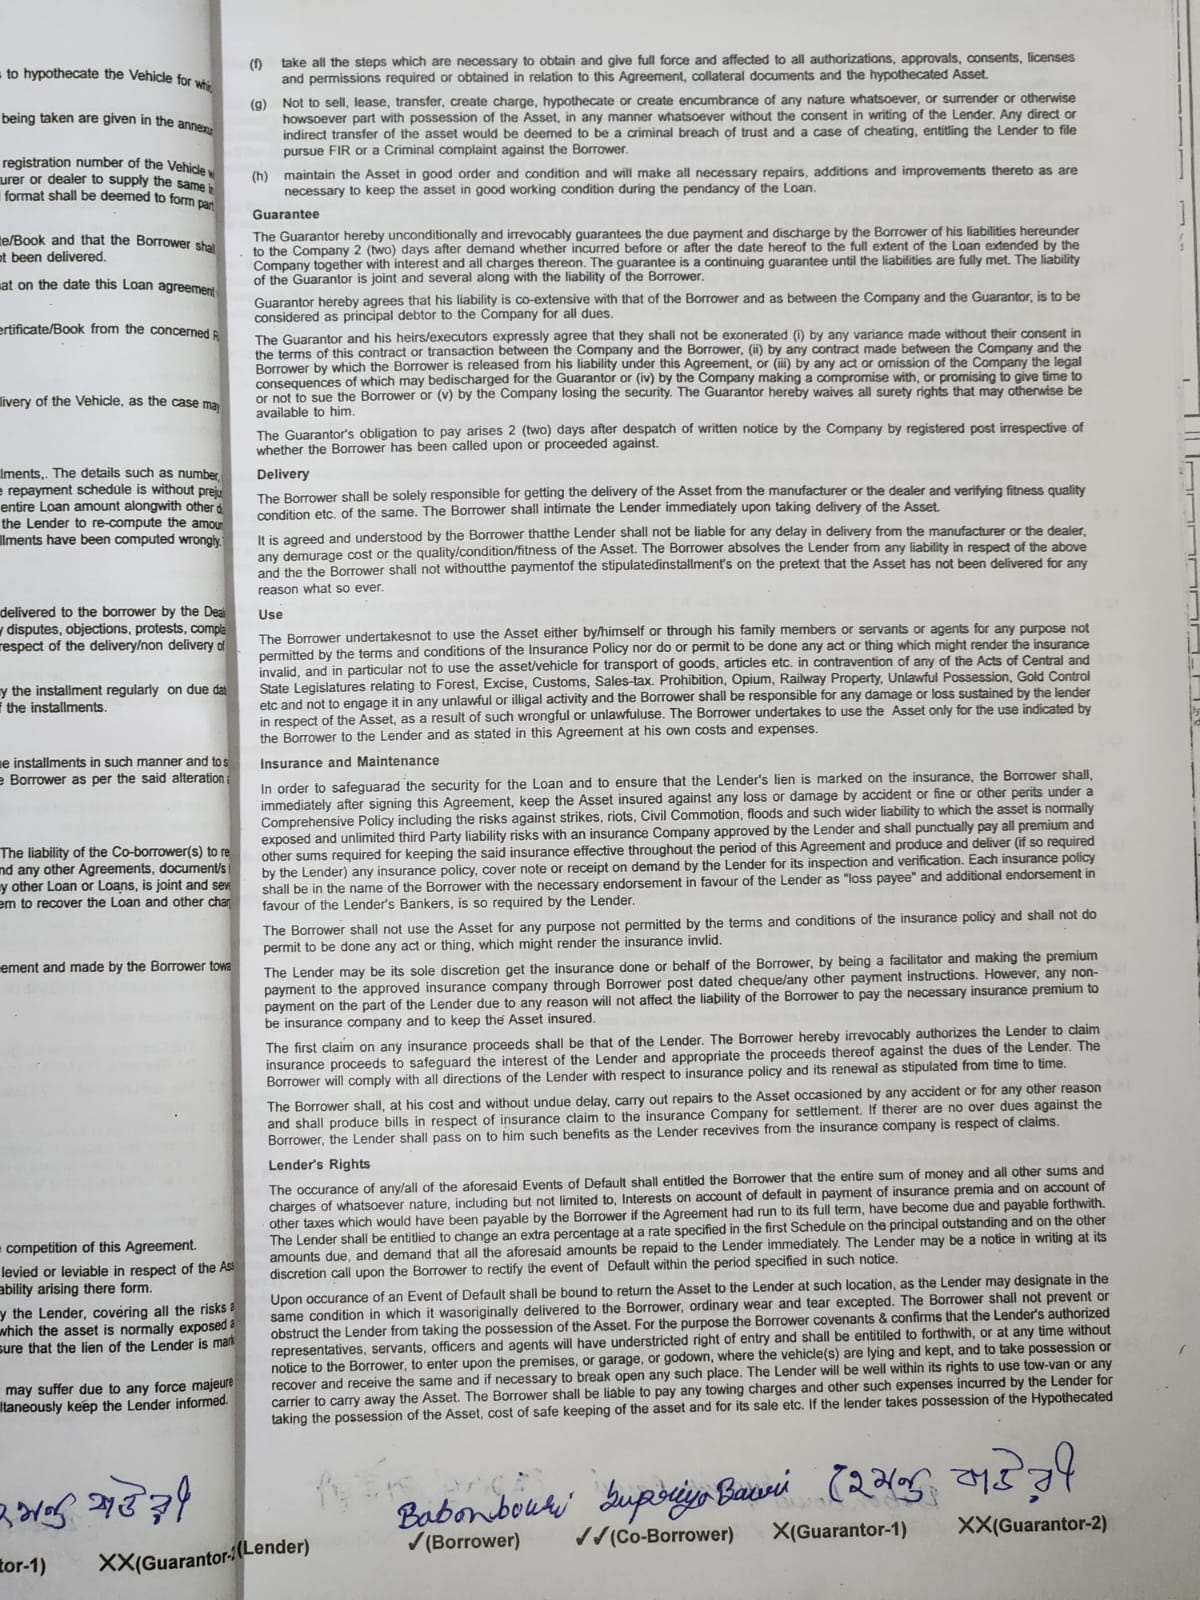 to hypothecate the Vehicle for
being taken are given in the
registration number of the Vehicle
urer or dealer to supply the same
format shall be deemed to form part
te/Book and that the Borrower shall
ot been delivered.
at on the date this Loan agreement
ertificate/Book from the concerned R
livery of the Vehicle, as the case may
lments,. The details such as number,
repayment schedule is without preju
entire Loan amount alongwith other d
the Lender to re-compute the amou
llments have been computed wrongly.
delivered to the borrower by the Deal
y disputes, objections, protests, compla
respect of the delivery/non delivery of
y the installment regularly on due dat
f the installments.
e installments in such manner and to s
e Borrower as per the said alteration
The liability of the Co-borrower(s) to re
nd any other Agreements, document/s
y other Loan or Loans, is joint and sev
em to recover the Loan and other char
ement and made by the Borrower towa
competition of this Agreement.
levied or leviable in respect of the Ass
ability arising there form.
y the Lender, covering all the risks a
which the asset is normally exposed a
sure that the lien of the Lender is mark
may suffer due to any force majeure
ltaneously keep the Lender informed.
tor-1) XX(Guarantor-2 (Lender)
(f) take all the steps which are necessary to obtain and give full force and affected to all authorizations, approvals, consents, licenses
and permissions required or obtained in relation to this Agreement, collateral documents and the hypothecated Asset.
(g) Not to sell, lease, transfer, create charge, hypothecate or create encumbrance of any nature whatsoever, or surrender or otherwise
howsoever part with possession of the Asset, in any manner whatsoever without the consent in writing of the Lender. Any direct or
indirect transfer of the asset would be deemed to be a criminal breach of trust and a case of cheating, entitling the Lender to file
pursue FIR or a Criminal complaint against the Borrower.
(h) maintain the Asset in good order and condition and will make all necessary repairs, additions and improvements thereto as are
necessary to keep the asset in good working condition during the pendancy of the Loan.
Guarantee
The Guarantor hereby unconditionally and irrevocably guarantees the due payment and discharge by the Borrower of his liabilities hereunder
to the Company 2 (two) days after demand whether incurred before or after the date hereof to the full extent of the Loan extended by the
Company together with interest and all charges thereon. The guarantee is a continuing guarantee until the liabilities are fully met. The liability
of the Guarantor is joint and several along with the liability of the Borrower.
Guarantor hereby agrees that his liability is co-extensive with that of the Borrower and as between the Company and the Guarantor, is to be
considered as principal debtor to the Company for all dues.
The Guarantor and his heirs/executors expressly agree that they shall not be exonerated (i) by any variance made without their consent in
the terms of this contract or transaction between the Company and the Borrower, (ii) by any contract made between the Company and the
Borrower by which the Borrower is released from his liability under this Agreement, or (iii) by any act or omission of the Company the legal
consequences of which may bedischarged for the Guarantor or (iv) by the Company making a compromise with, or promising to give time to
or not to sue the Borrower or (v) by the Company losing the security. The Guarantor hereby waives all surety rights that may otherwise be
available to him.
The Guarantor's obligation to pay arises 2 (two) days after despatch of written notice by the Company by registered post irrespective of
whether the Borrower has been called upon or proceeded against.
Delivery
The Borrower shall be solely responsible for getting the delivery of the Asset from the manufacturer or the dealer and verifying fitness quality
condition etc. of the same. The Borrower shall intimate the Lender immediately upon taking delivery of the Asset.
It is agreed and understood by the Borrower thatthe Lender shall not be liable for any delay in delivery from the manufacturer or the dealer,
any demurage cost or the quality/condition/fitness of the Asset. The Borrower absolves the Lender from any liability in respect of the above
and the the Borrower shall not withoutthe paymentof the stipulatedinstallment's on the pretext that the Asset has not been delivered for any
reason what so ever.
Use
The Borrower undertakesnot to use the Asset either by/himself or through his family members or servants or agents for any purpose not
permitted by the terms and conditions of the Insurance Policy nor do or permit to be done any act or thing which might render the insurance
invalid, and in particular not to use the asset/vehicle for transport of goods, articles etc. in contravention of any of the Acts of Central and
State Legislatures relating to Forest, Excise, Customs, Sales-tax. Prohibition, Opium, Railway Property, Unlawful Possession, Gold Control
etc and not to engage it in any unlawful or illigal activity and the Borrower shall be responsible for any damage or loss sustained by the lender
in respect of the Asset, as a result of such wrongful or unlawfuluse. The Borrower undertakes to use the Asset only for the use indicated by
the Borrower to the Lender and as stated in this Agreement at his own costs and expenses.
Insurance and Maintenance
In order to safeguarad the security for the Loan and to ensure that the Lender's lien is marked on the insurance, the Borrower shall,
immediately after signing this Agreement, keep the Asset insured against any loss or damage by accident or fine or other perits under a
Comprehensive Policy including the risks against strikes, riots, Civil Commotion, floods and such wider liability to which the asset is normally
exposed and unlimited third Party liability risks with an insurance Company approved by the Lender and shall punctually pay all premium and
other sums required for keeping the said insurance effective throughout the period of this Agreement and produce and deliver (if so required
by the Lender) any insurance policy, cover note or receipt on demand by the Lender for its inspection and verification. Each insurance policy
shall be in the name of the Borrower with the necessary endorsement in favour of the Lender as "loss payee" and additional endorsement in
favour of the Lender's Bankers, is so required by the Lender.
The Borrower shall not use the Asset for any purpose not permitted by the terms and conditions of the insurance policy and shall not do
permit to be done any act or thing, which might render the insurance invlid.
The Lender may be its sole discretion get the insurance done or behalf of the Borrower, by being a facilitator and making the premium
payment to the approved insurance company through Borrower post dated cheque/any other payment instructions. However, any non-
payment on the part of the Lender due to any reason will not affect the liability of the Borrower to pay the necessary insurance premium to
be insurance company and to keep the Asset insured.
The first claim on any insurance proceeds shall be that of the Lender. The Borrower hereby irrevocably authorizes the Lender to claim
insurance proceeds to safeguard the interest of the Lender and appropriate the proceeds thereof against the dues of the Lender. The
Borrower will comply with all directions of the Lender with respect to insurance policy and its renewal as stipulated from time to time.
The Borrower shall, at his cost and without undue delay, carry out repairs to the Asset occasioned by any accident or for any other reason
and shall produce bills in respect of insurance claim to the insurance Company for settlement. If therer are no over dues against the
Borrower, the Lender shall pass on to him such benefits as the Lender recevives from the insurance company is respect of claims.
Lender's Rights
The occurance of any/all of the aforesaid Events of Default shall entitled the Borrower that the entire sum of money and all other sums and
charges of whatsoever nature, including but not limited to, Interests on account of default in payment of insurance premia and on account of
other taxes which would have been payable by the Borrower if the Agreement had run to its full term, have become due and payable forthwith.
The Lender shall be entitlied to change an extra percentage at a rate specified in the first Schedule on the principal outstanding and on the other
amounts due, and demand that all the aforesaid amounts be repaid to the Lender immediately. The Lender may be a notice in writing at its
discretion call upon the Borrower to rectify the event of Default within the period specified in such notice.
Upon occurance of an Event of Default shall be bound to return the Asset to the Lender at such location, as the Lender may designate in the
same condition in which it wasoriginally delivered to the Borrower, ordinary wear and tear excepted. The Borrower shall not prevent or
obstruct the Lender from taking the possession of the Asset. For the purpose the Borrower covenants & confirms that the Lender's authorized
representatives, servants, officers and agents will have understricted right of entry and shall be entitiled to forthwith, or at any time without
notice to the Borrower, to enter upon the premises, or garage, or godown, where the vehicle(s) are lying and kept, and to take possession or
recover and receive the same and if necessary to break open any such place. The Lender will be well within its rights to use tow-van or any
carrier to carry away the Asset. The Borrower shall be liable to pay any towing charges and other such expenses incurred by the Lender for
taking the possession of the Asset, cost of safe keeping of the asset and for its sale etc. If the lender takes possession of the Hypothecated
Babonbouri Supriya Bauri হেমন্ত বাউরী
✓(Borrower) ✓✓(Co-Borrower) X(Guarantor-1) XX(Guarantor-2)